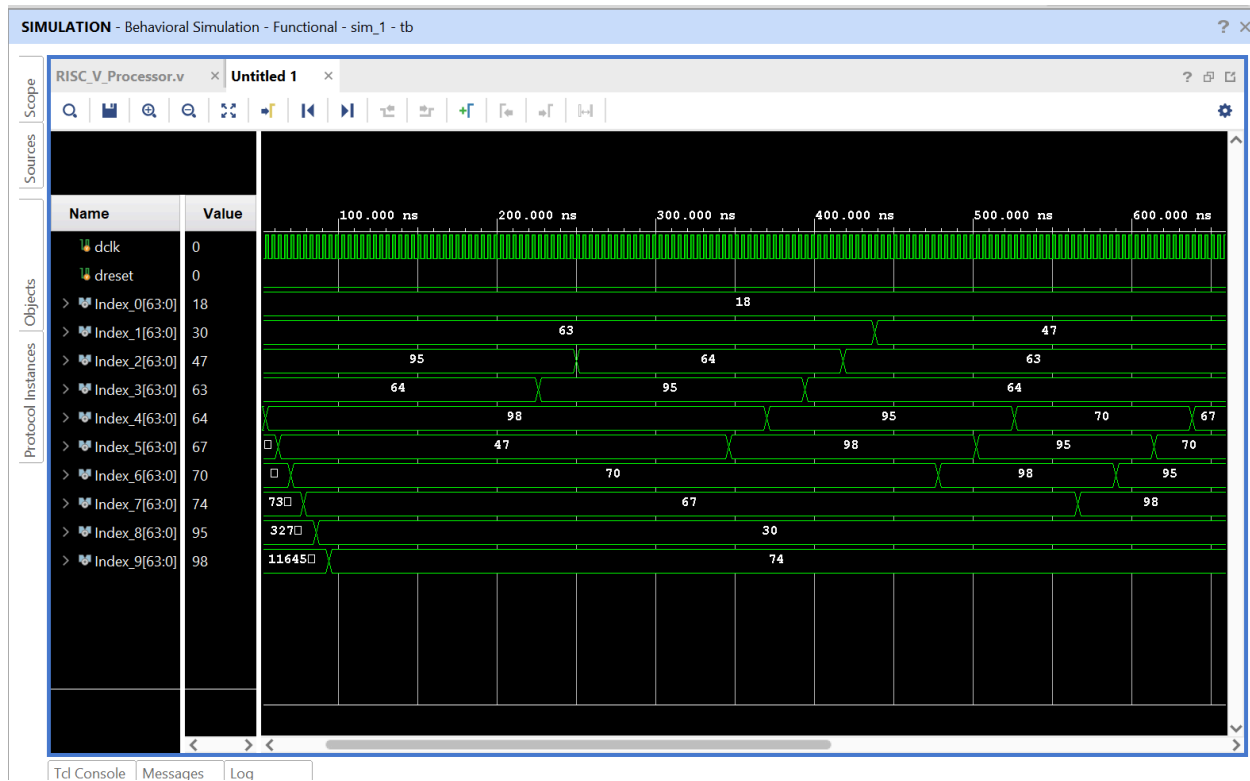 SIMULATION - Behavioral Simulation - Functional - sim_1 - tb
? ×
Scope
Sources
Objects
Protocol Instances
RISC_V_Processor.v × Untitled 1 ×
?
Name Value
100.000 ns 200.000 ns 300.000 ns 400.000 ns 500.000 ns 600.000 ns
dclk 0
dreset 0
Index_0[63:0] 18 18
Index_1[63:0] 30 63 47
Index_2[63:0] 47 95 64 63
Index_3[63:0] 63 64 95 64
Index_4[63:0] 64 98 95 70 67
Index_5[63:0] 67 47 98 95 70
Index_6[63:0] 70 70 98 95
Index_7[63:0] 74 73 67 98
Index_8[63:0] 95 327 30
Index_9[63:0] 98 11645 74
Tcl Console Messages Log